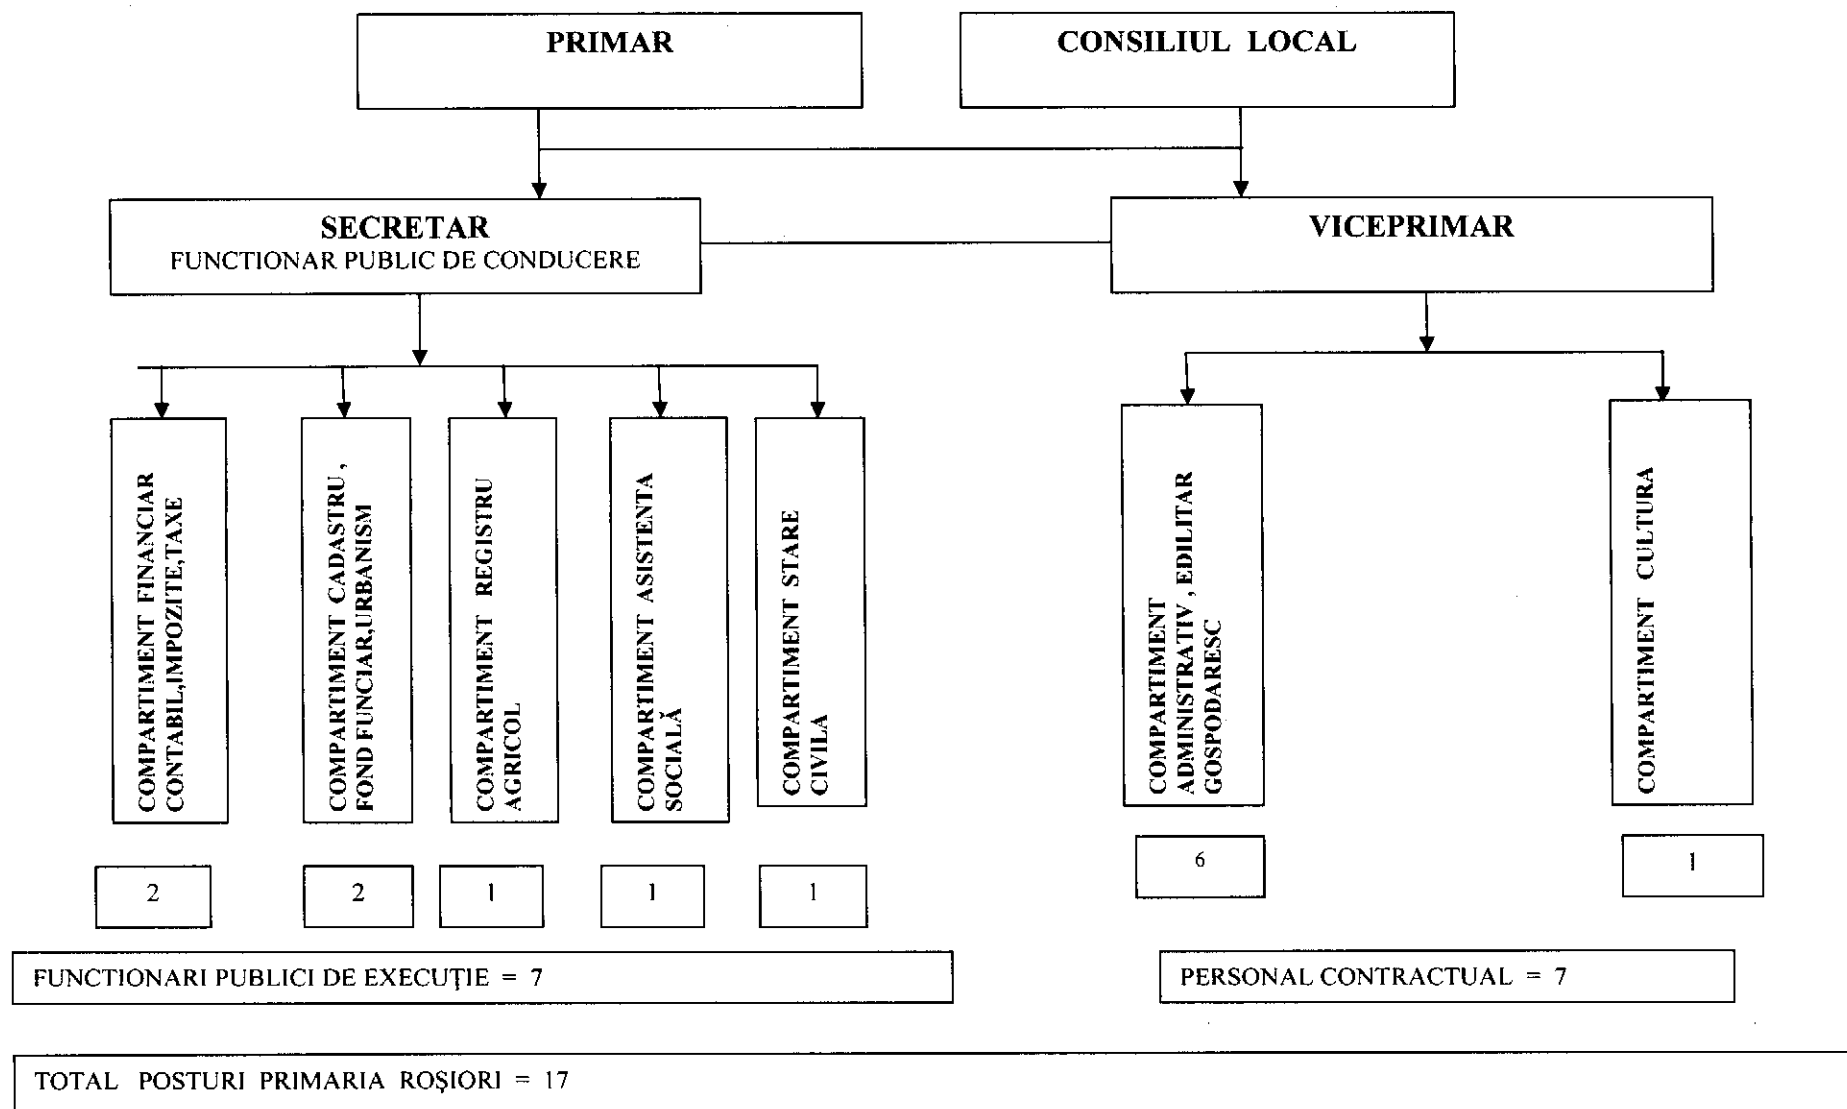 PRIMAR
CONSILIUL LOCAL
SECRETAR
FUNCTIONAR PUBLIC DE CONDUCERE
VICEPRIMAR
COMPARTIMENT FINANCIAR
CONTABIL,IMPOZITE,TAXE
COMPARTIMENT CADASTRU ,
FOND FUNCIAR,URBANISM
COMPARTIMENT REGISTRU
AGRICOL
COMPARTIMENT ASISTENTA
SOCIALĂ
COMPARTIMENT STARE
CIVILA
COMPARTIMENT
ADMINISTRATIV , EDILITAR
GOSPODARESC
COMPARTIMENT CULTURA
2
2
1
1
1
6
1
FUNCTIONARI PUBLICI DE EXECUŢIE = 7
PERSONAL CONTRACTUAL = 7
TOTAL POSTURI PRIMARIA ROŞIORI = 17